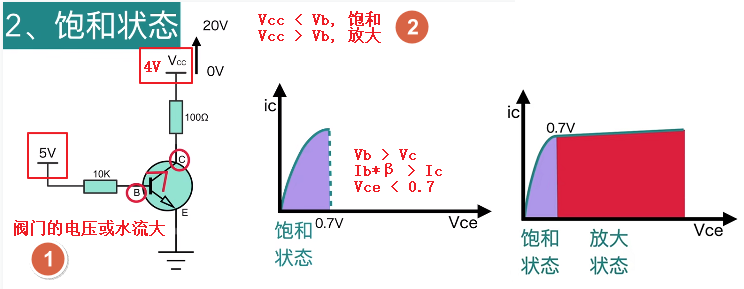 2、饱和状态
20V
Vcc < Vb, 饱和
Vcc > Vb, 放大
2
4V
Vcc
0V
100Ω
5V
10K
B
C
E
阀门的电压或水流大
1
ic
Vb > Vc
Ib*β > Ic
Vce < 0.7
0.7V
Vce
饱和
状态
ic
0.7V
Vce
饱和
状态
放大
状态